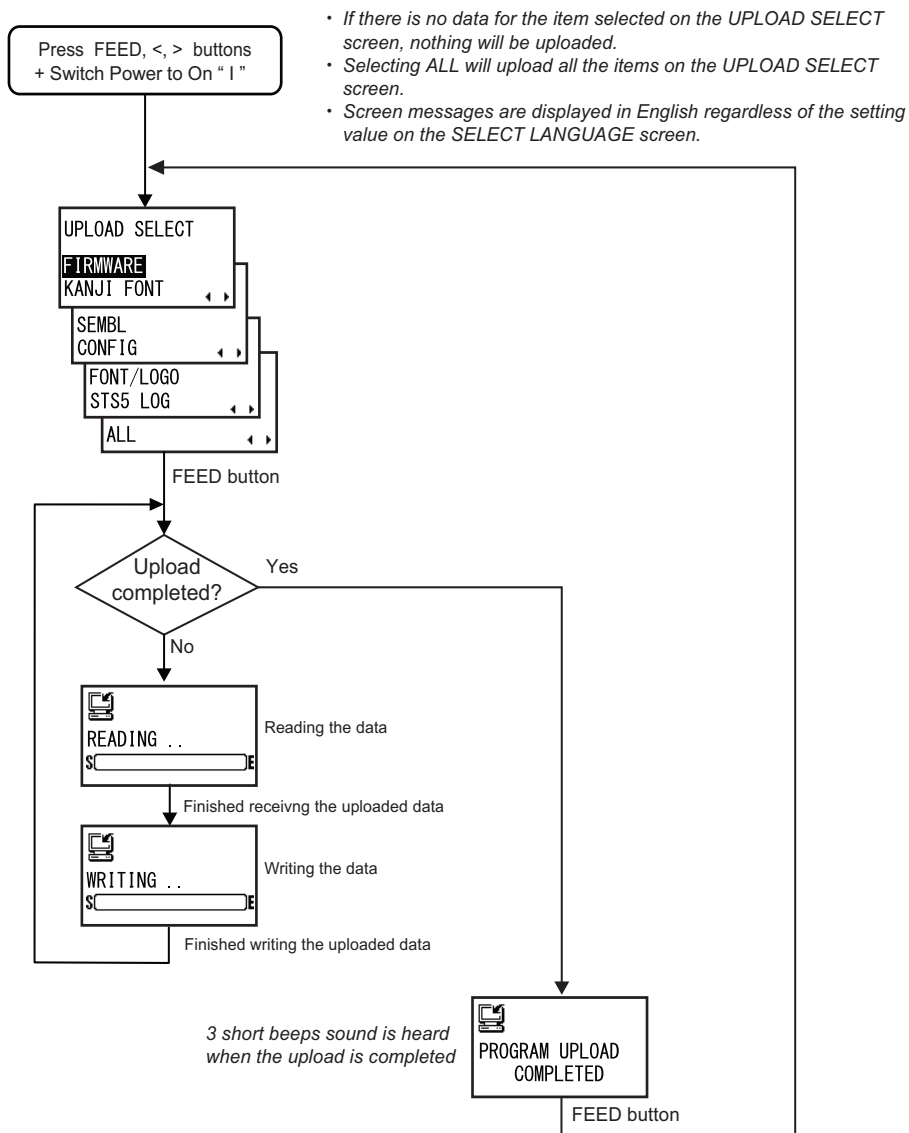 Press FEED, <, > buttons
+ Switch Power to On “ I ”
・ If there is no data for the item selected on the UPLOAD SELECT
screen, nothing will be uploaded.
・ Selecting ALL will upload all the items on the UPLOAD SELECT
screen.
・ Screen messages are displayed in English regardless of the setting
value on the SELECT LANGUAGE screen.
UPLOAD SELECT
FIRMWARE
KANJI FONT
SEMBL
CONFIG
FONT/LOGO
STS5 LOG
ALL
FEED button
Upload
completed?
Yes
No
READING ..
S E
Reading the data
Finished receivng the uploaded data
WRITING ..
S E
Writing the data
Finished writing the uploaded data
3 short beeps sound is heard
when the upload is completed
PROGRAM UPLOAD
COMPLETED
FEED button